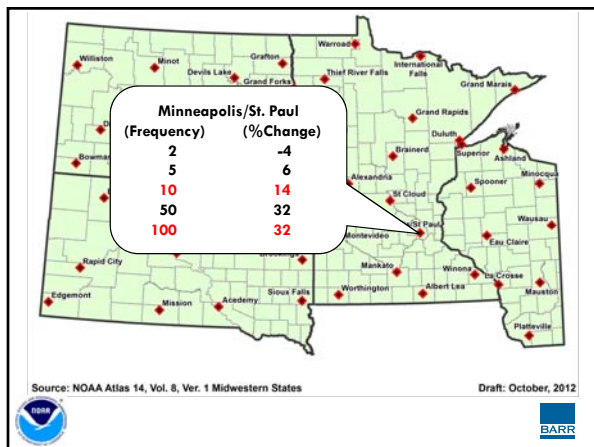 Warroad
Williston
Minot
Grafton
International
Falls
Devils Lake
Thief River Falls
Grand Forks
Grand Marais
Minneapolis/St. Paul
(Frequency) (%Change)
2 -4
5 6
10 14
50 32
100 32
Grand Rapids
Duluth
Superior
Ashland
Brainerd
Bowman
Alexandria
Spooner
Minocqua
St Cloud
Wausau
s/St Paul
Montevideo
Eau Claire
Rapid City
Mankato
Winona
La Crosse
Sioux Falls
Worthington
Albert Lea
Mauston
Edgemont
Mission
Acedemy
Platteville
Source: NOAA Atlas 14, Vol. 8, Ver. 1 Midwestern States
Draft: October, 2012
NOAA
BARR